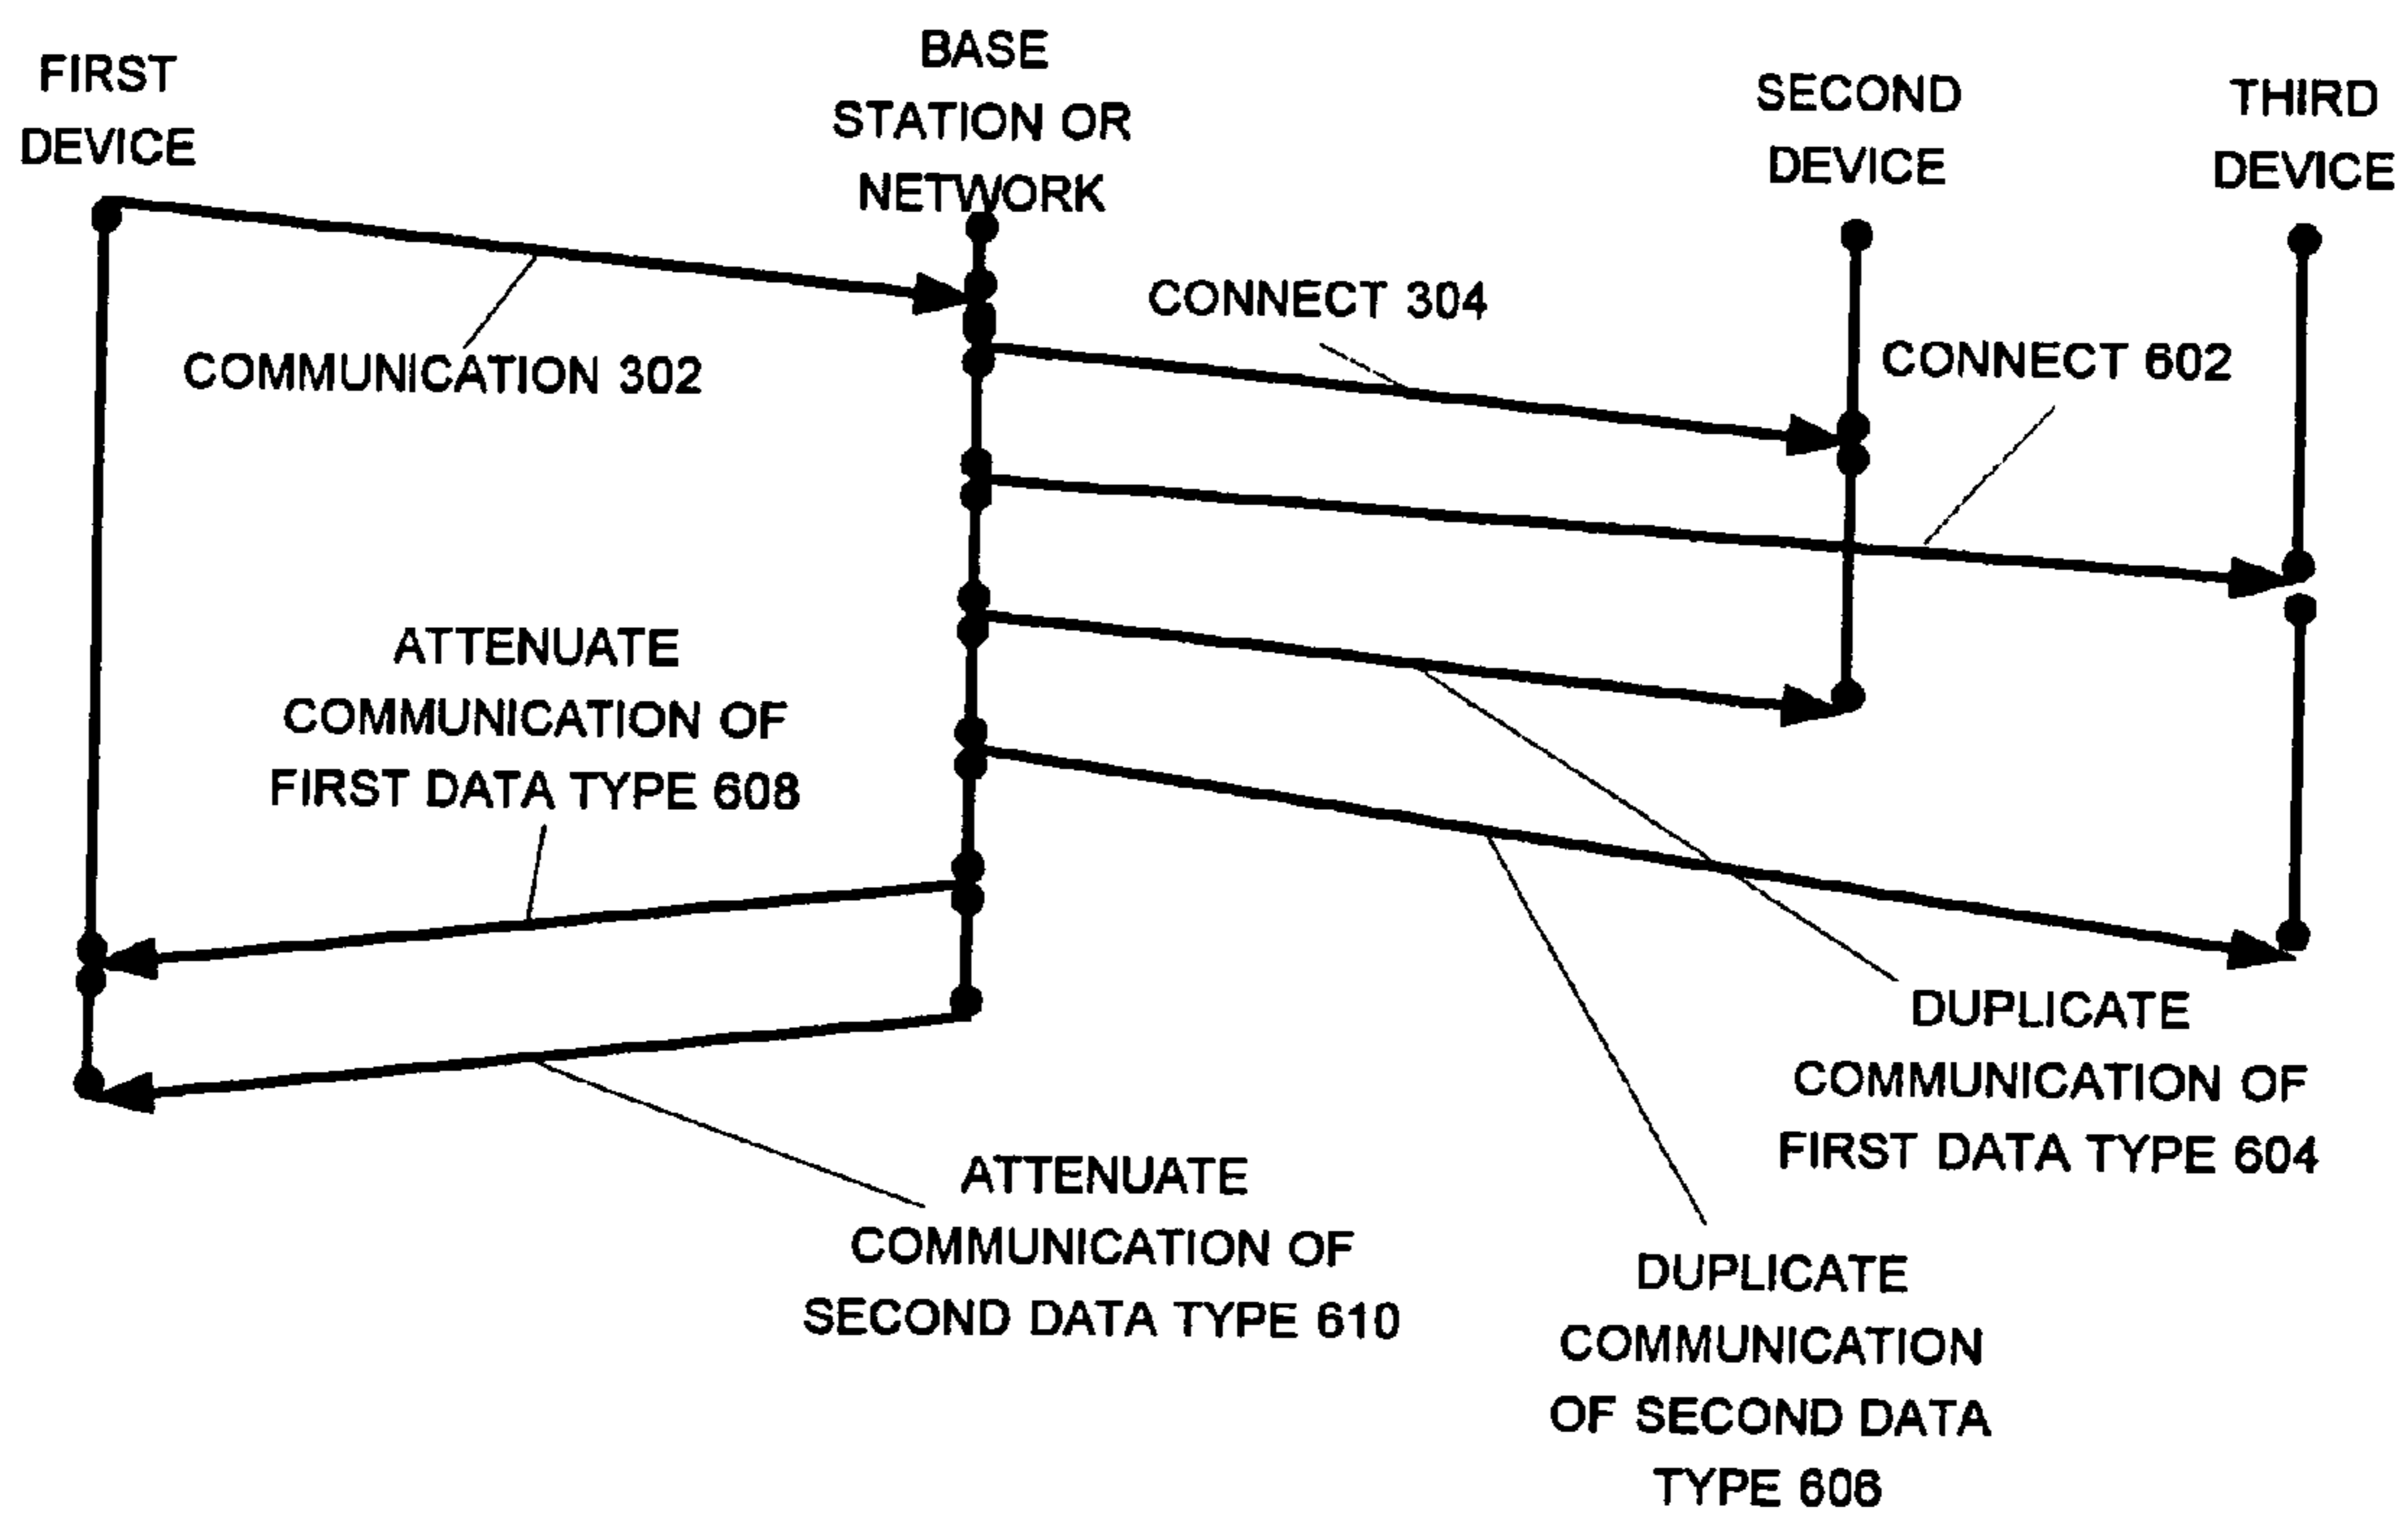 FIRST
DEVICE
BASE
STATION OR
NETWORK
SECOND
DEVICE
THIRD
DEVICE
COMMUNICATION 302
CONNECT 304
CONNECT 602
ATTENUATE
COMMUNICATION OF
FIRST DATA TYPE 608
DUPLICATE
COMMUNICATION OF
FIRST DATA TYPE 604
ATTENUATE
COMMUNICATION OF
SECOND DATA TYPE 610
DUPLICATE
COMMUNICATION
OF SECOND DATA
TYPE 606